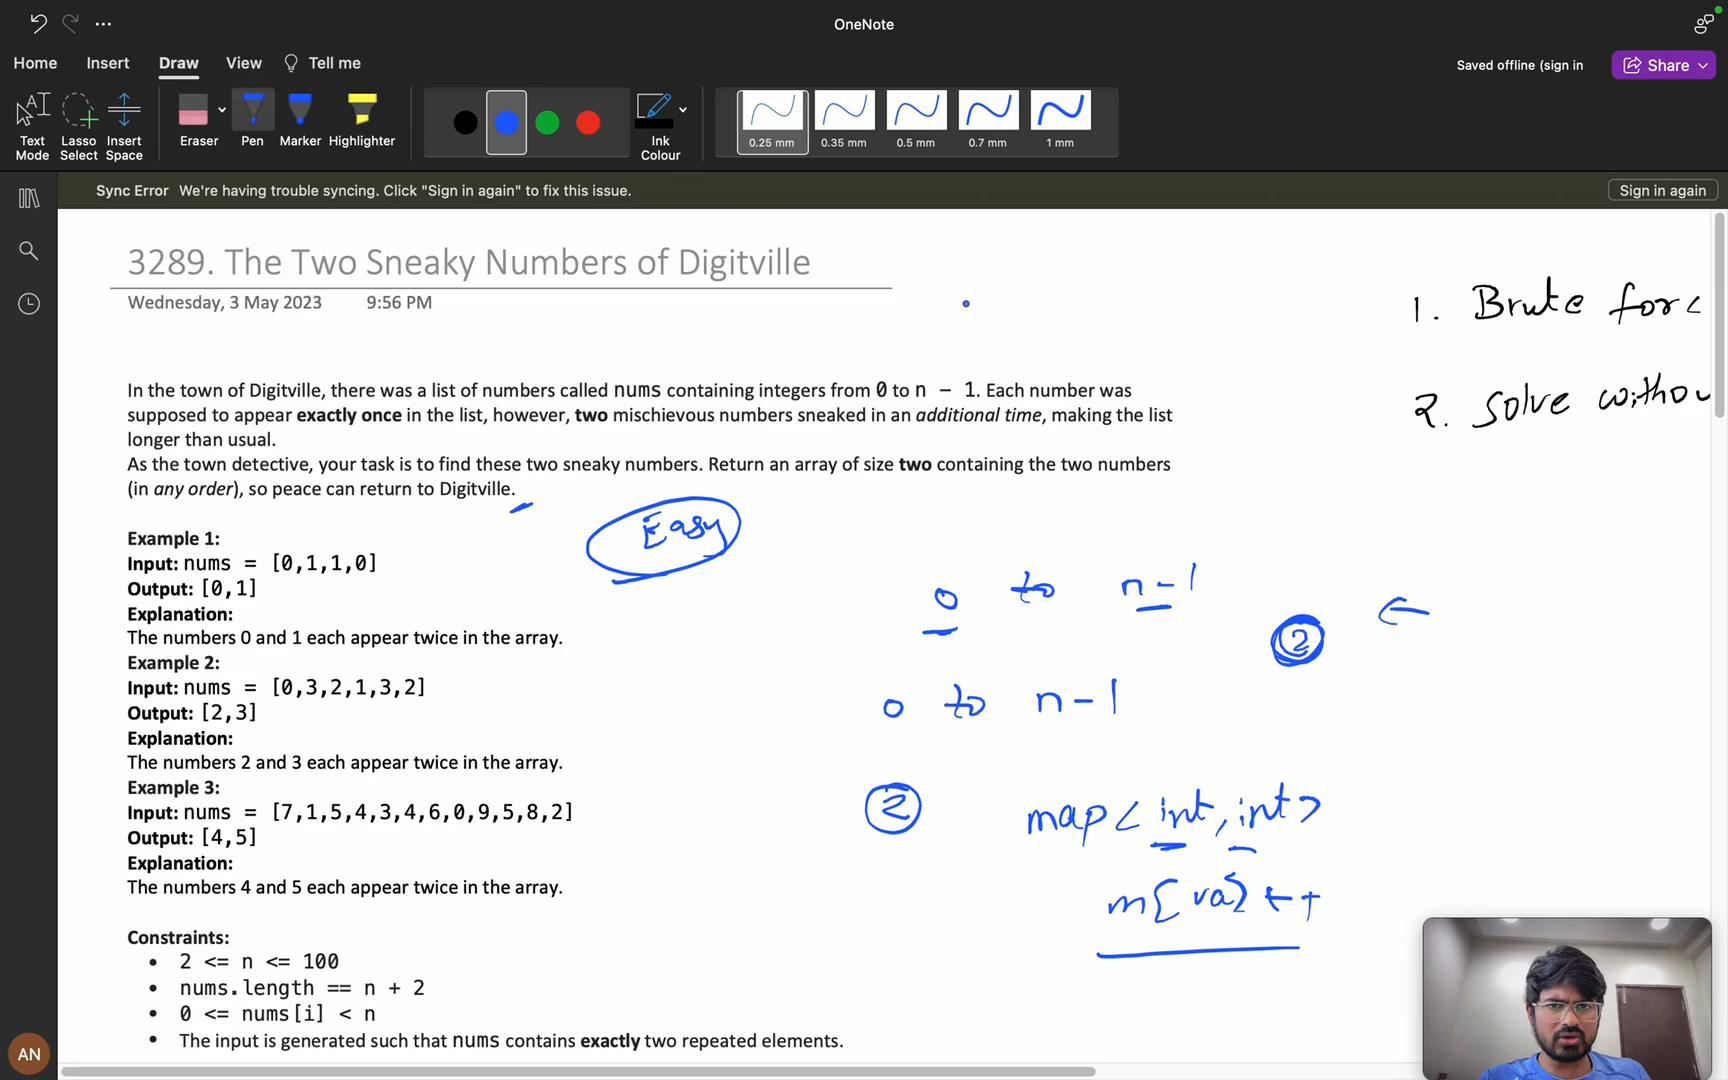 OneNote
Home Insert Draw View Tell me
Saved offline (sign in
Share
Text Mode
Lasso Select
Insert Space
Eraser
Pen
Marker
Highlighter
Ink Colour
0.25 mm
0.35 mm
0.5 mm
0.7 mm
1 mm
Sync Error We're having trouble syncing. Click "Sign in again" to fix this issue.
Sign in again
3289. The Two Sneaky Numbers of Digitville
Wednesday, 3 May 2023 9:56 PM
1. Brute forc
2. Solve withou
In the town of Digitville, there was a list of numbers called nums containing integers from 0 to n - 1. Each number was
supposed to appear exactly once in the list, however, two mischievous numbers sneaked in an additional time, making the list
longer than usual.
As the town detective, your task is to find these two sneaky numbers. Return an array of size two containing the two numbers
(in any order), so peace can return to Digitville.
Easy
Example 1:
Input: nums = [0,1,1,0]
Output: [0,1]
Explanation:
The numbers 0 and 1 each appear twice in the array.
Example 2:
Input: nums = [0,3,2,1,3,2]
Output: [2,3]
Explanation:
The numbers 2 and 3 each appear twice in the array.
Example 3:
Input: nums = [7,1,5,4,3,4,6,0,9,5,8,2]
Output: [4,5]
Explanation:
The numbers 4 and 5 each appear twice in the array.
0 to n-1
2 ←
0 to n-1
2
map<int, int>
m[val]++
Constraints:
• 2 <= n <= 100
• nums.length == n + 2
• 0 <= nums[i] < n
• The input is generated such that nums contains exactly two repeated elements.
AN